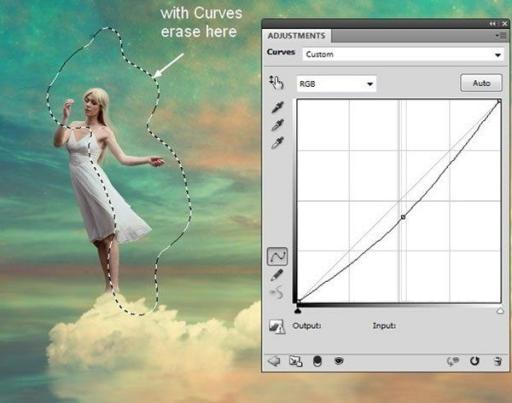 with Curves
erase here
ADJUSTMENTS
Curves Custom
RGB Auto
Output: Input: